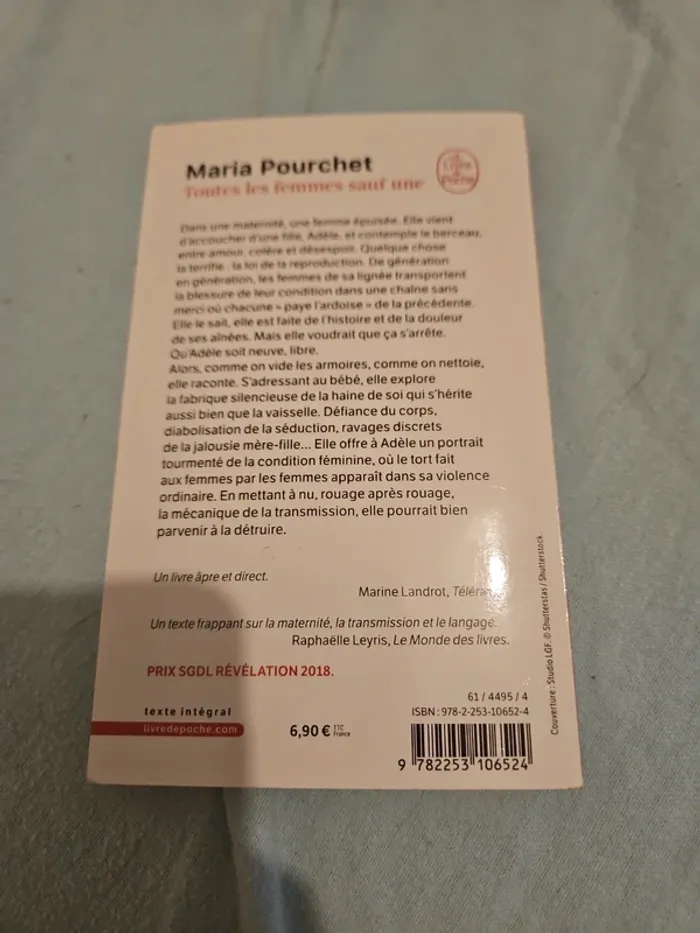 Maria Pourchet
Toutes les femmes sauf une
Le
Livre
de
Poche
Dans une maternité, une femme épuisée. Elle vient
d'accoucher d'une fille, Adèle, et contemple le berceau,
entre amour, colère et désespoir. Quelque chose
la terrifie : la loi de la reproduction. De génération
en génération, les femmes de sa lignée transportent
la blessure de leur condition dans une chaîne sans
merci où chacune « paye l'ardoise » de la précédente.
Elle le sait, elle est faite de l'histoire et de la douleur
de ses aînées. Mais elle voudrait que ça s'arrête.
Qu'Adèle soit neuve, libre.
Alors, comme on vide les armoires, comme on nettoie,
elle raconte. S'adressant au bébé, elle explore
la fabrique silencieuse de la haine de soi qui s'hérite
aussi bien que la vaisselle. Défiance du corps,
diabolisation de la séduction, ravages discrets
de la jalousie mère-fille... Elle offre à Adèle un portrait
tourmenté de la condition féminine, où le tort fait
aux femmes par les femmes apparaît dans sa violence
ordinaire. En mettant à nu, rouage après rouage,
la mécanique de la transmission, elle pourrait bien
parvenir à la détruire.
Un livre âpre et direct.
Marine Landrot,
Un texte frappant sur la maternité, la transmission et le langage.
Raphaëlle Leyris, Le Monde des livres.
PRIX SGDL RÉVÉLATION 2018.
texte intégral
livredepoche.com
6,90 € TTC
France
61 / 4495 / 4
ISBN : 978-2-253-10652-4
9 782253 106524
Couverture : Studio LGF. © Shutterstas / Shutterstock.